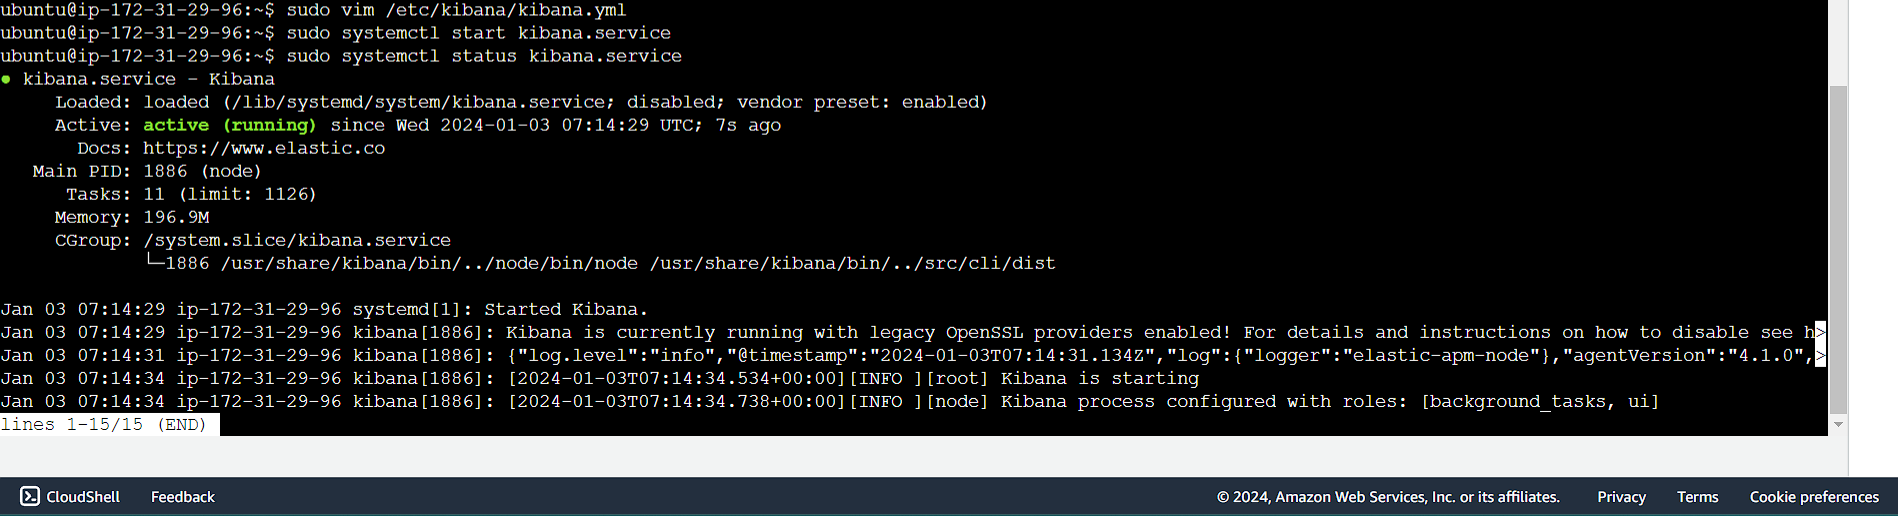 ubuntu@ip-172-31-29-96:~$ sudo vim /etc/kibana/kibana.yml
ubuntu@ip-172-31-29-96:~$ sudo systemctl start kibana.service
ubuntu@ip-172-31-29-96:~$ sudo systemctl status kibana.service
● kibana.service - Kibana
Loaded: loaded (/lib/systemd/system/kibana.service; disabled; vendor preset: enabled)
Active: active (running) since Wed 2024-01-03 07:14:29 UTC; 7s ago
Docs: https://www.elastic.co
Main PID: 1886 (node)
Tasks: 11 (limit: 1126)
Memory: 196.9M
CGroup: /system.slice/kibana.service
└─1886 /usr/share/kibana/bin/../node/bin/node /usr/share/kibana/bin/../src/cli/dist
Jan 03 07:14:29 ip-172-31-29-96 systemd[1]: Started Kibana.
Jan 03 07:14:29 ip-172-31-29-96 kibana[1886]: Kibana is currently running with legacy OpenSSL providers enabled! For details and instructions on how to disable see h>
Jan 03 07:14:31 ip-172-31-29-96 kibana[1886]: {"log.level":"info","@timestamp":"2024-01-03T07:14:31.134Z","log":{"logger":"elastic-apm-node"},"agentVersion":"4.1.0",>
Jan 03 07:14:34 ip-172-31-29-96 kibana[1886]: [2024-01-03T07:14:34.534+00:00][INFO ][root] Kibana is starting
Jan 03 07:14:34 ip-172-31-29-96 kibana[1886]: [2024-01-03T07:14:34.738+00:00][INFO ][node] Kibana process configured with roles: [background_tasks, ui]
lines 1-15/15 (END)
CloudShell Feedback © 2024, Amazon Web Services, Inc. or its affiliates. Privacy Terms Cookie preferences